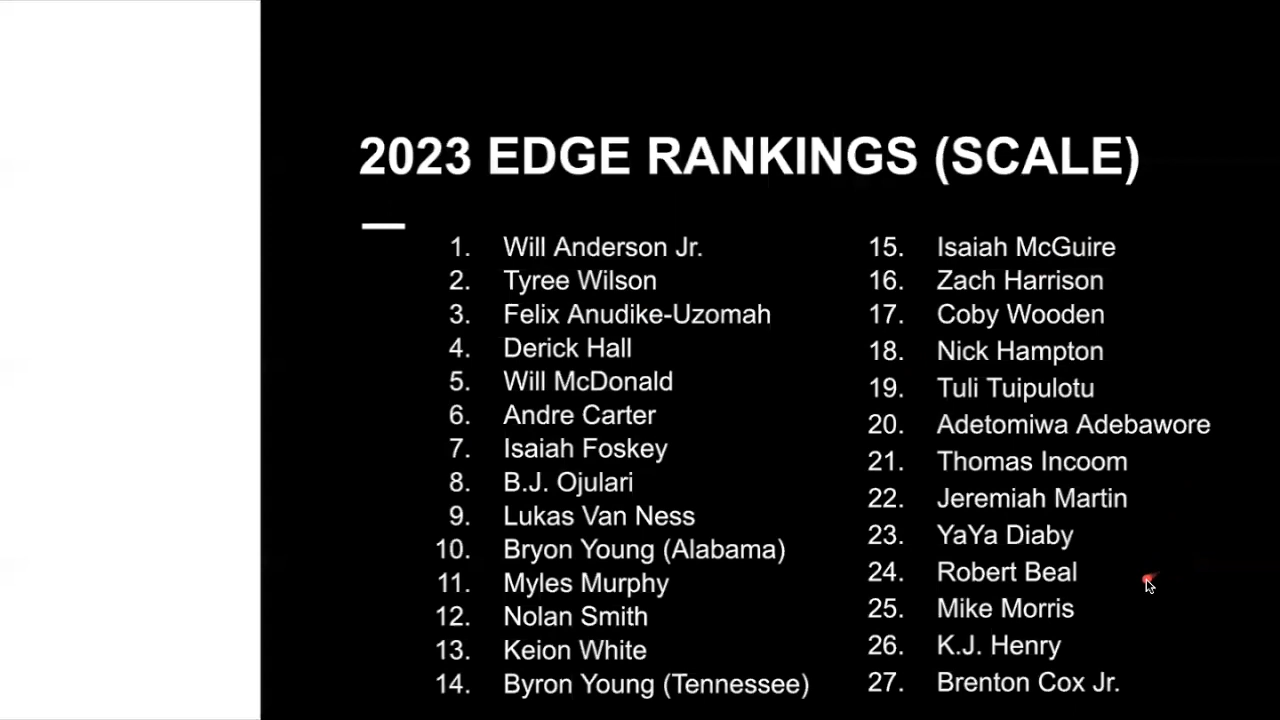 2023 EDGE RANKINGS (SCALE)
1. Will Anderson Jr.
2. Tyree Wilson
3. Felix Anudike-Uzomah
4. Derick Hall
5. Will McDonald
6. Andre Carter
7. Isaiah Foskey
8. B.J. Ojulari
9. Lukas Van Ness
10. Bryon Young (Alabama)
11. Myles Murphy
12. Nolan Smith
13. Keion White
14. Byron Young (Tennessee)
15. Isaiah McGuire
16. Zach Harrison
17. Coby Wooden
18. Nick Hampton
19. Tuli Tuipulotu
20. Adetomiwa Adebawore
21. Thomas Incoom
22. Jeremiah Martin
23. YaYa Diaby
24. Robert Beal
25. Mike Morris
26. K.J. Henry
27. Brenton Cox Jr.